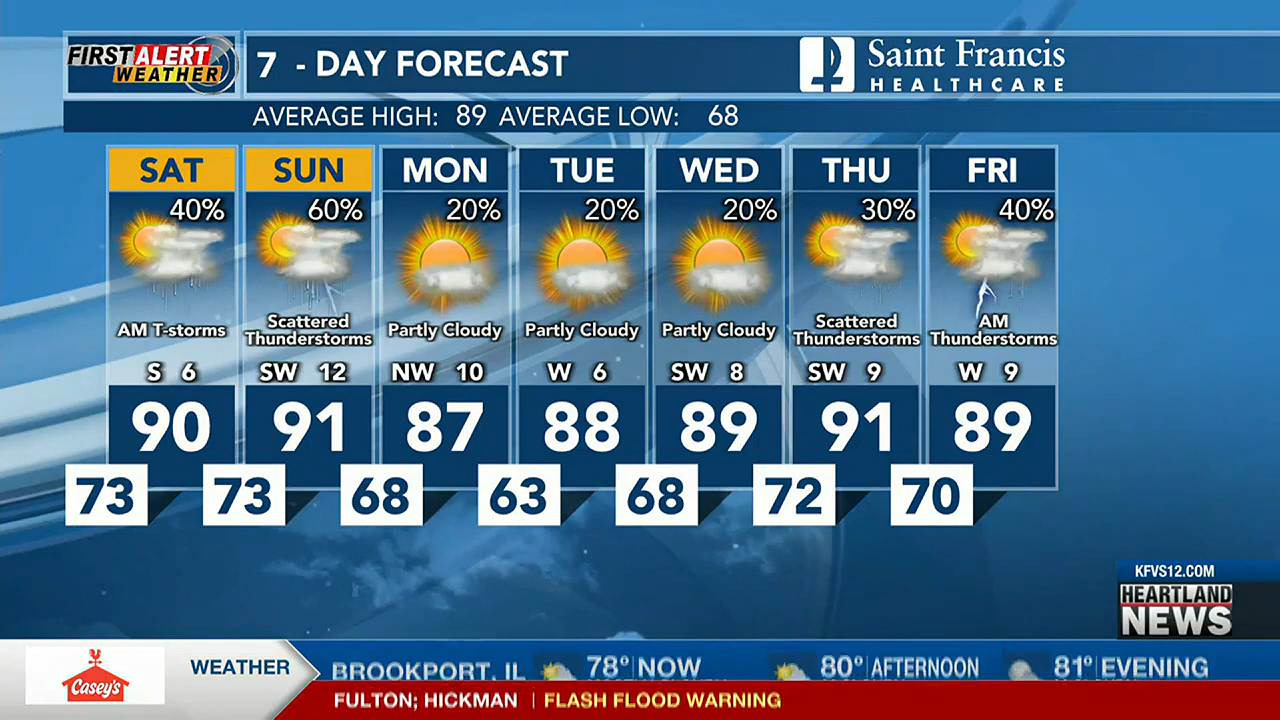 FIRST ALERT
WEATHER
7 - DAY FORECAST
Saint Francis
HEALTHCARE
AVERAGE HIGH: 89 AVERAGE LOW: 68
SAT SUN MON TUE WED THU FRI
40% 60% 20% 20% 20% 30% 40%
AM T-storms
Scattered Thunderstorms
Partly Cloudy
Partly Cloudy
Partly Cloudy
Scattered Thunderstorms
AM Thunderstorms
S 6 SW 12 NW 10 W 6 SW 8 SW 9 W 9
90 91 87 88 89 91 89
73 73 68 63 68 72 70
KFVS12.COM
HEARTLAND
NEWS
Casey's
WEATHER
BROOKPORT, IL 78° NOW 80° AFTERNOON 81° EVENING
FULTON; HICKMAN | FLASH FLOOD WARNING